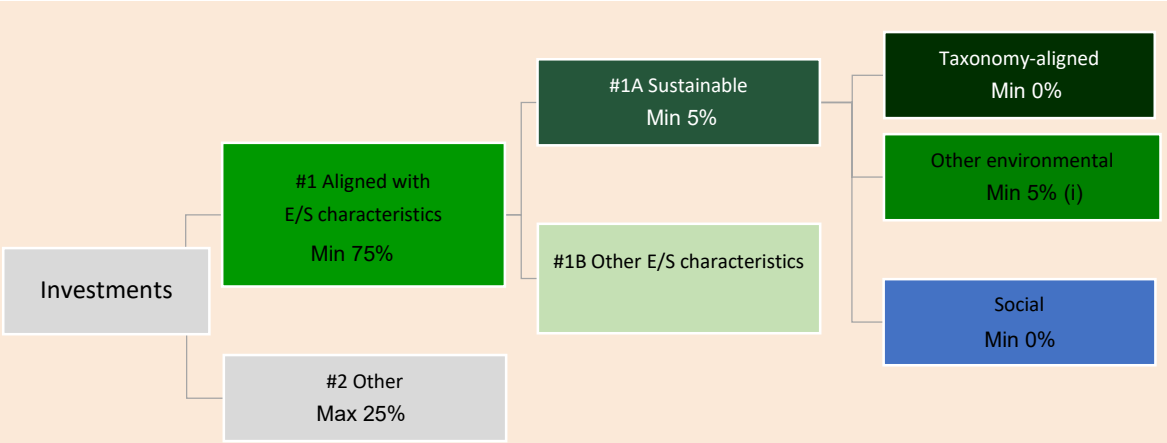 Investments
#1 Aligned with
E/S characteristics
Min 75%
#2 Other
Max 25%
#1A Sustainable
Min 5%
#1B Other E/S characteristics
Taxonomy-aligned
Min 0%
Other environmental
Min 5% (i)
Social
Min 0%